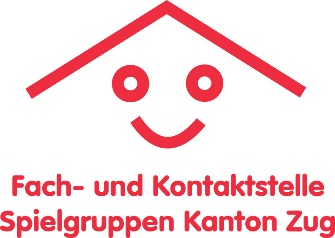 Fach- und Kontaktstelle
Spielgruppen Kanton Zug